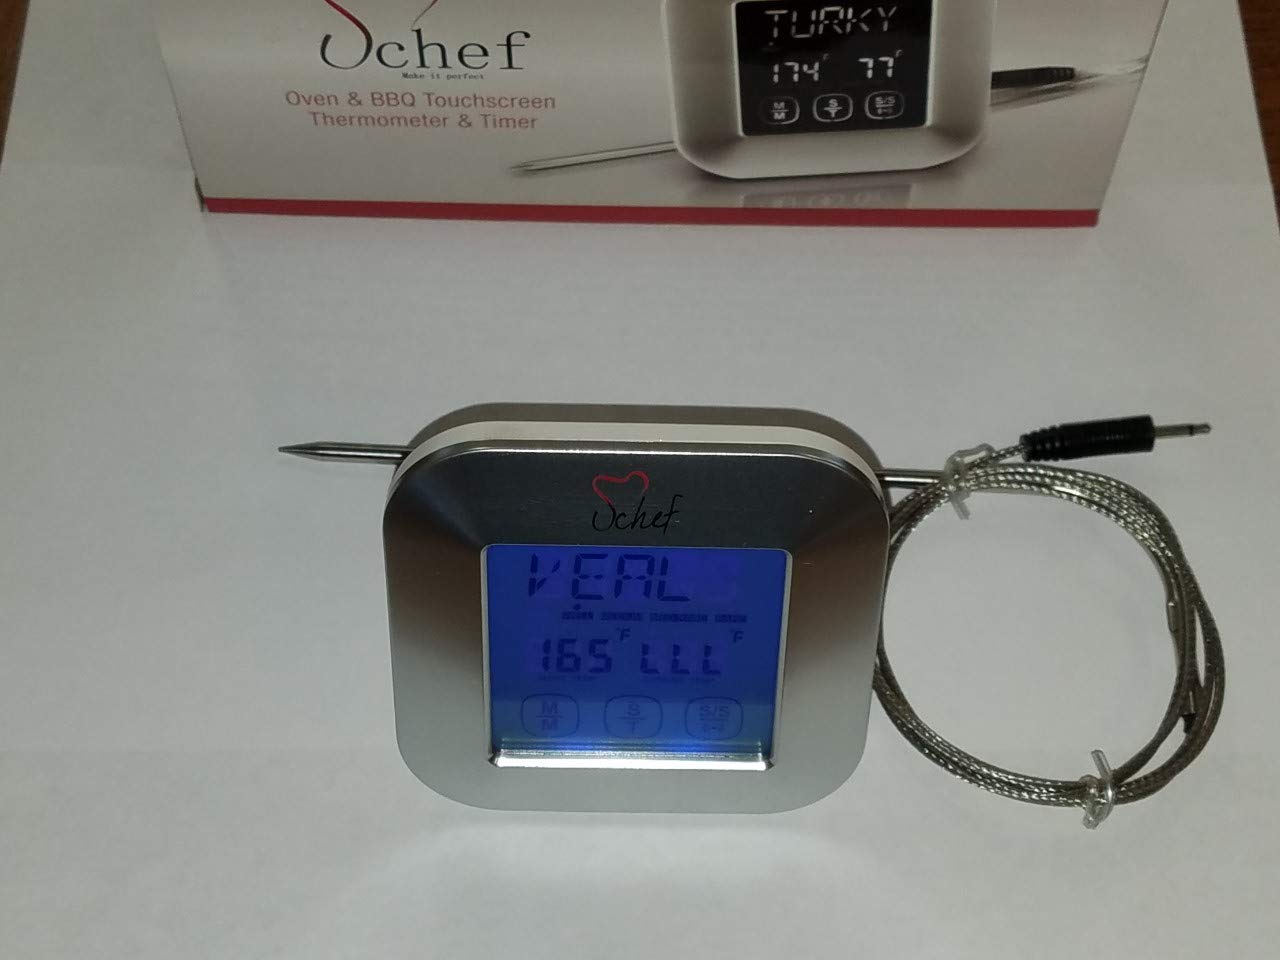 Uchef
Make it perfect
Oven & BBQ Touchscreen
Thermometer & Timer
TURKY
174°F 77°F
M S S/S
M T
Uchef
VEAL
165°F LLL°F
M S S/S
M T